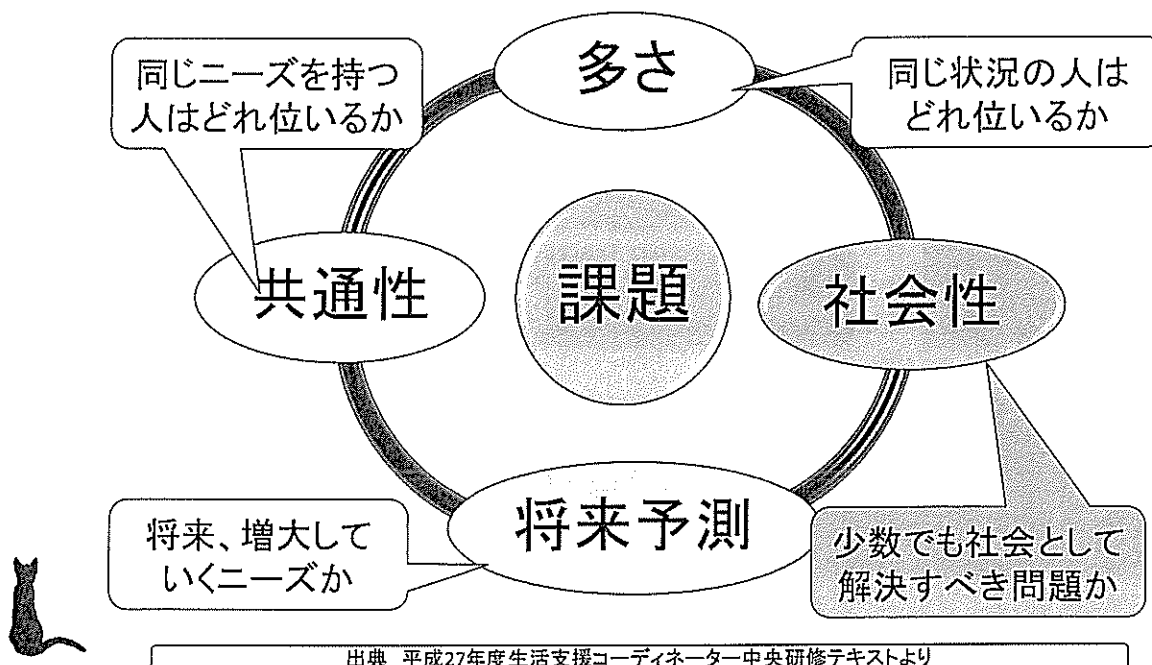 多さ
同じニーズを持つ
人はどれ位いるか
同じ状況の人は
どれ位いるか
共通性
課題
社会性
将来予測
将来、増大して
いくニーズか
少数でも社会として
解決すべき問題か
出典 平成27年度生活支援コーディネーター中央研修テキストより